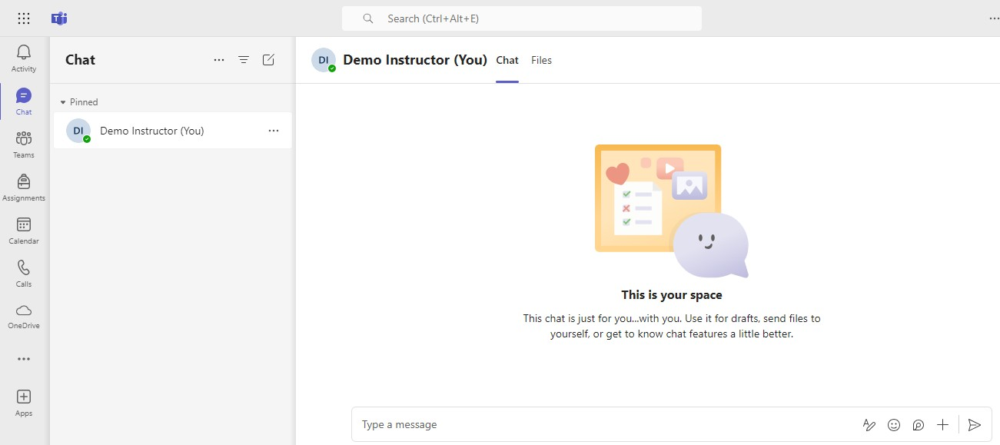 Search (Ctrl+Alt+E)
Activity
Chat
Teams
Assignments
Calendar
Calls
OneDrive
Apps
Chat
Pinned
DI Demo Instructor (You)
DI Demo Instructor (You) Chat Files
This is your space
This chat is just for you...with you. Use it for drafts, send files to
yourself, or get to know chat features a little better.
Type a message